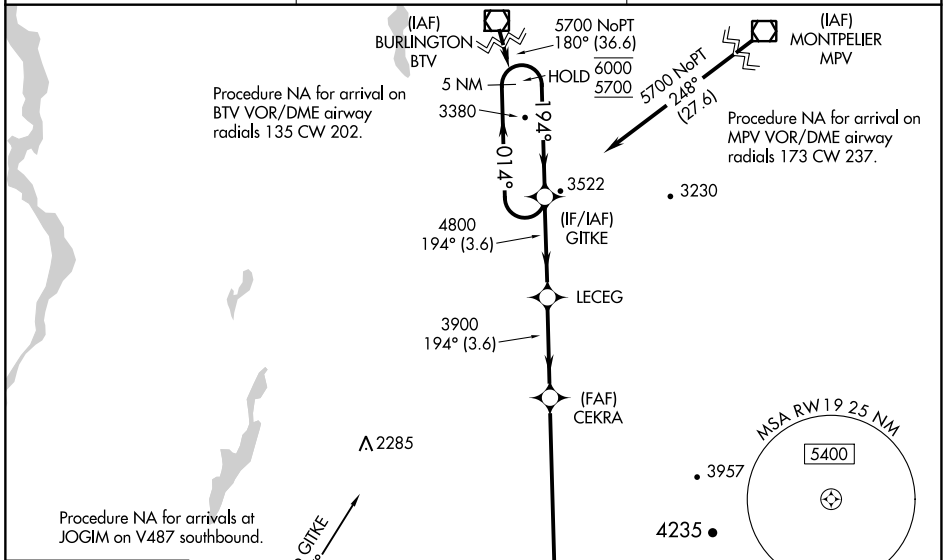 (IAF)
BURLINGTON
BTV
5700 NoPT
180° (36.6)
(IAF)
MONTPELIER
MPV
HOLD
6000
5700
5 NM
5700 NoPT
248°
(27.6)
Procedure NA for arrival on
BTV VOR/DME airway
radials 135 CW 202.
3380
194°
014°
Procedure NA for arrival on
MPV VOR/DME airway
radials 173 CW 237.
3522
3230
(IF/IAF)
GITKE
4800
194° (3.6)
LECEG
3900
194° (3.6)
(FAF)
CEKRA
MSA RW19 25 NM
5400
2285
3957
4235
Procedure NA for arrivals at
JOGIM on V487 southbound.
GITKE